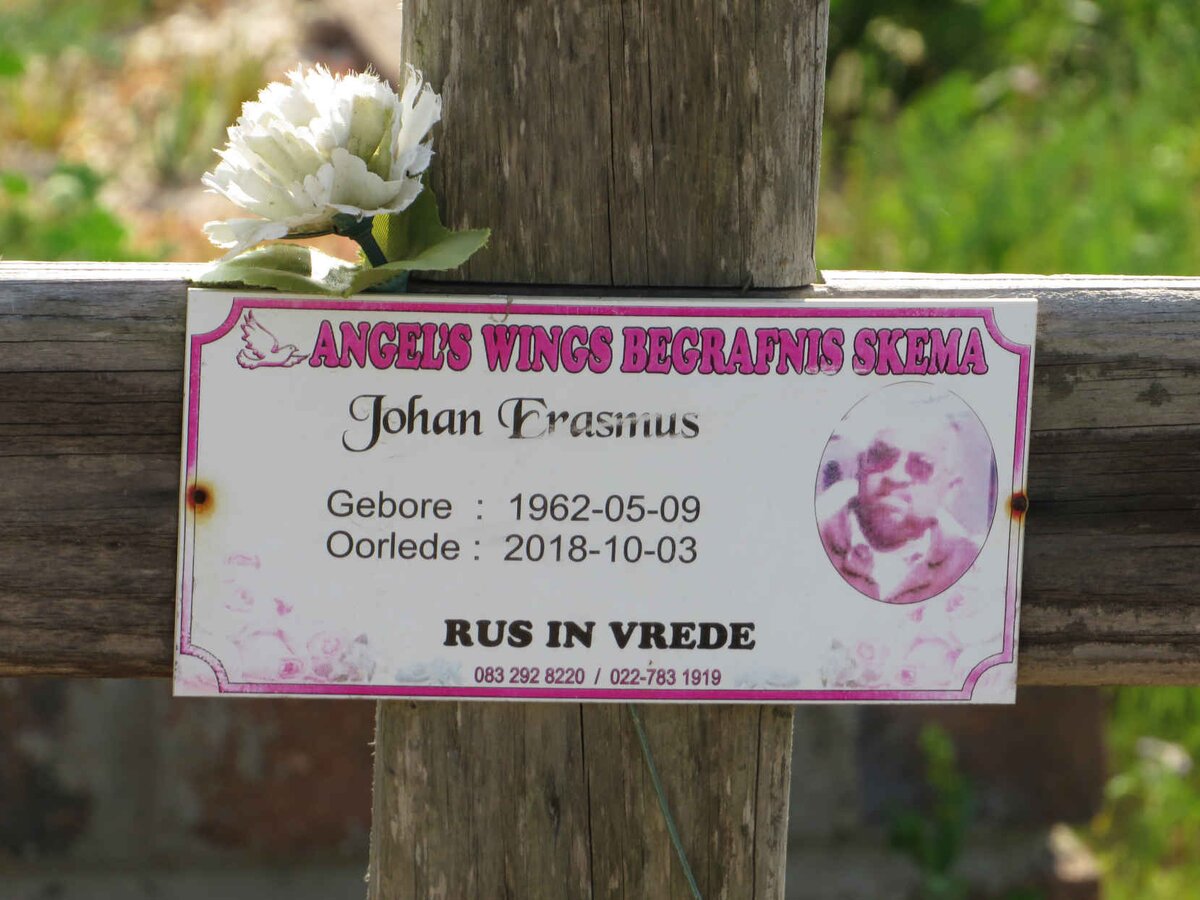 ANGEL'S WINGS BEGRAFNIS SKEMA
Johan Erasmus
Gebore : 1962-05-09
Oorlede : 2018-10-03
RUS IN VREDE
083 292 8220 / 022-783 1919